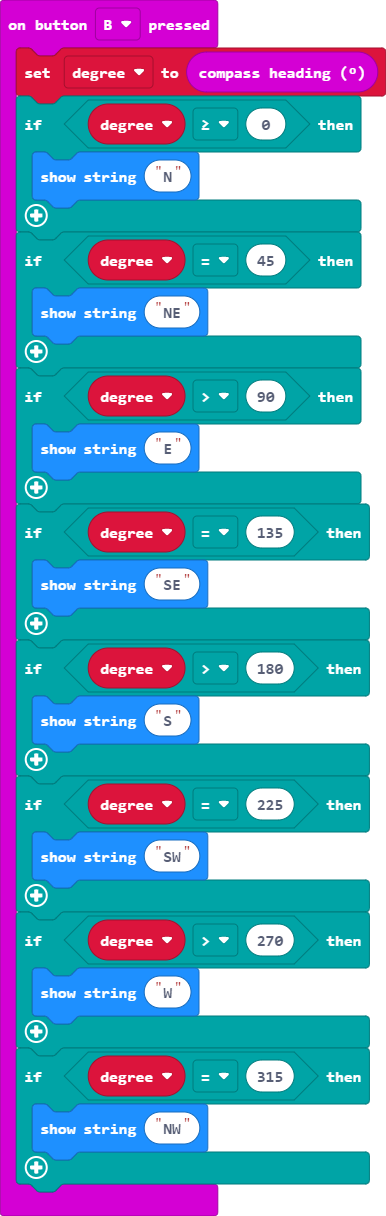 on button B pressed
set degree to compass heading (°)
if degree ≥ 0 then
show string "N"
if degree = 45 then
show string "NE"
if degree > 90 then
show string "E"
if degree = 135 then
show string "SE"
if degree > 180 then
show string "S"
if degree = 225 then
show string "SW"
if degree > 270 then
show string "W"
if degree = 315 then
show string "NW"